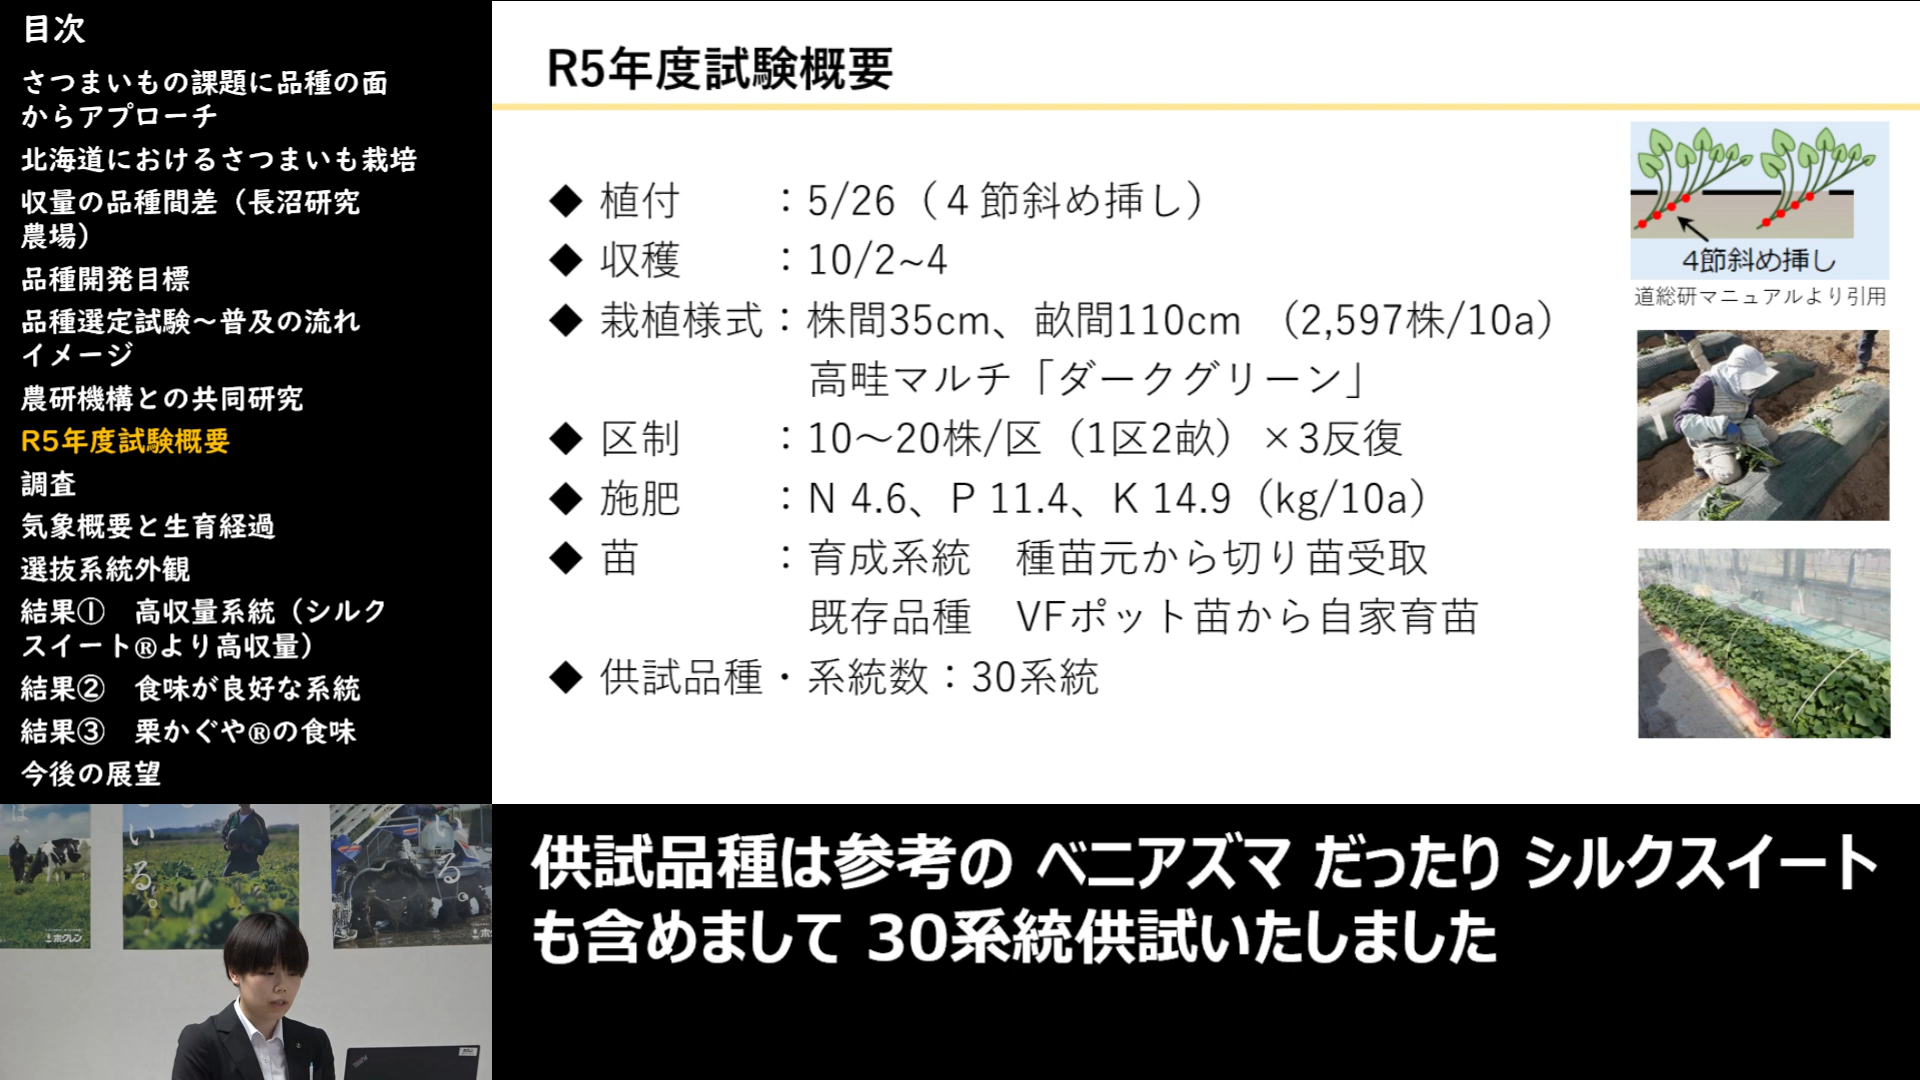 目次
さつまいもの課題に品種の面
からアプローチ
北海道におけるさつまいも栽培
収量の品種間差（長沼研究
農場）
品種開発目標
品種選定試験～普及の流れ
イメージ
農研機構との共同研究
R5年度試験概要
調査
気象概要と生育経過
選抜系統外観
結果①　高収量系統（シルク
スイート®より高収量）
結果②　食味が良好な系統
結果③　栗かぐや®の食味
今後の展望
R5年度試験概要
◆ 植付　　：5/26（４節斜め挿し）
◆ 収穫　　：10/2~4
◆ 栽植様式：株間35cm、畝間110cm （2,597株/10a）
高畦マルチ「ダークグリーン」
◆ 区制　　：10～20株/区（1区2畝）×3反復
◆ 施肥　　：N 4.6、P 11.4、K 14.9（kg/10a）
◆ 苗　　　：育成系統　種苗元から切り苗受取
既存品種　VFポット苗から自家育苗
◆ 供試品種・系統数：30系統
4節斜め挿し
道総研マニュアルより引用
いる。
いる。
ホクレン
供試品種は参考の ベニアズマ だったり シルクスイート
も含めまして 30系統供試いたしました